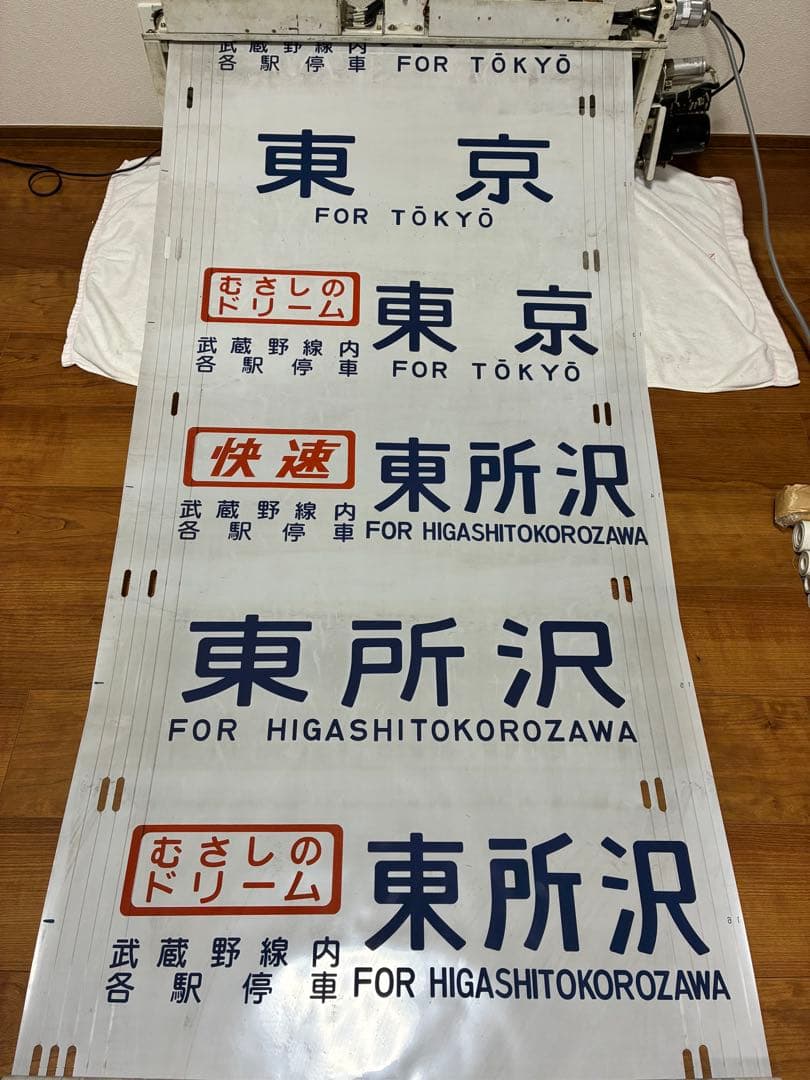 武蔵野線内
各駅停車 FOR TŌKYŌ
東京
FOR TŌKYŌ
むさしの
ドリーム
東京
武蔵野線内
各駅停車
FOR TŌKYŌ
快速
東所沢
武蔵野線内
各駅停車
FOR HIGASHITOKOROZAWA
東所沢
FOR HIGASHITOKOROZAWA
むさしの
ドリーム
東所沢
武蔵野線内
各駅停車
FOR HIGASHITOKOROZAWA